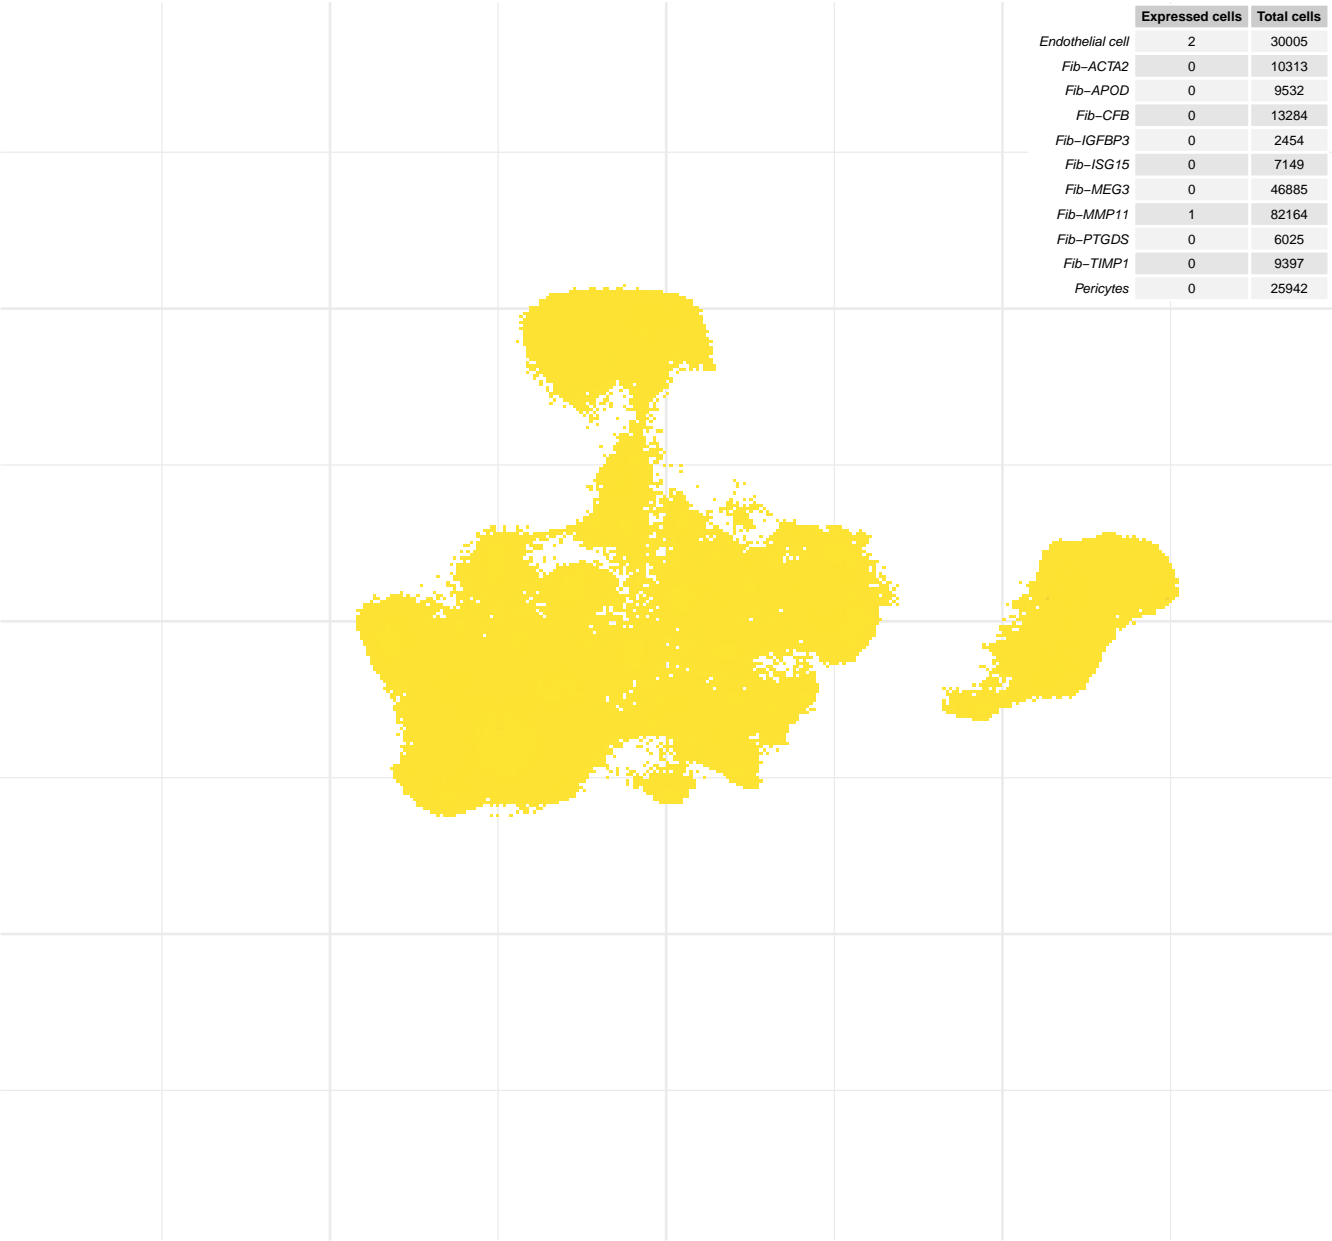 Expressed cells Total cells
Endothelial cell 2 30005
Fib−ACTA2 0 10313
Fib−APOD 0 9532
Fib−CFB 0 13284
Fib−IGFBP3 0 2454
Fib−ISG15 0 7149
Fib−MEG3 0 46885
Fib−MMP11 1 82164
Fib−PTGDS 0 6025
Fib−TIMP1 0 9397
Pericytes 0 25942